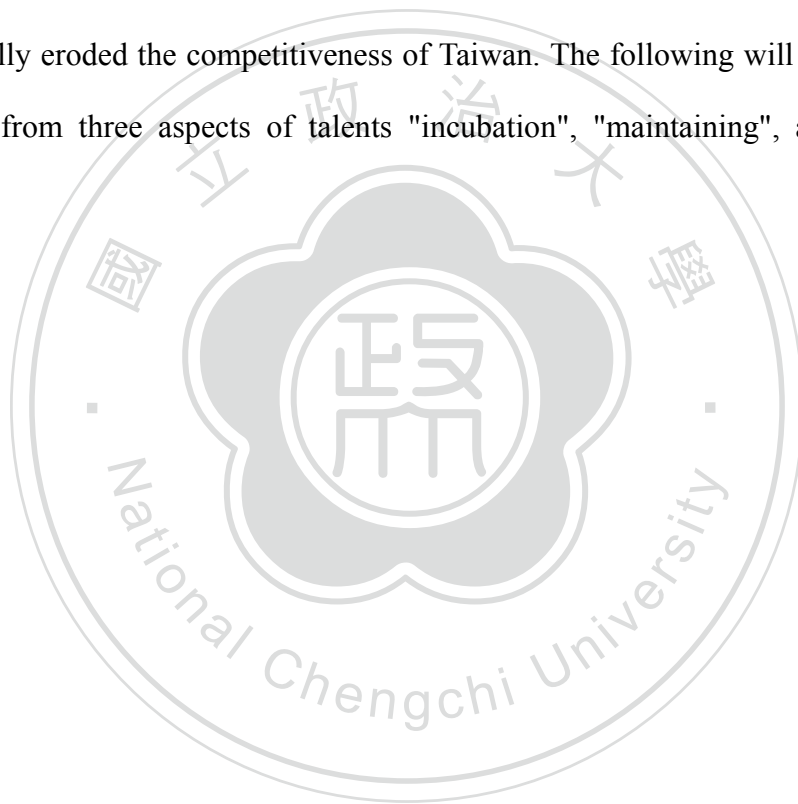 lly eroded the competitiveness of Taiwan. The following will
from three aspects of talents "incubation", "maintaining",
國立政治大學
政
National Chengchi University